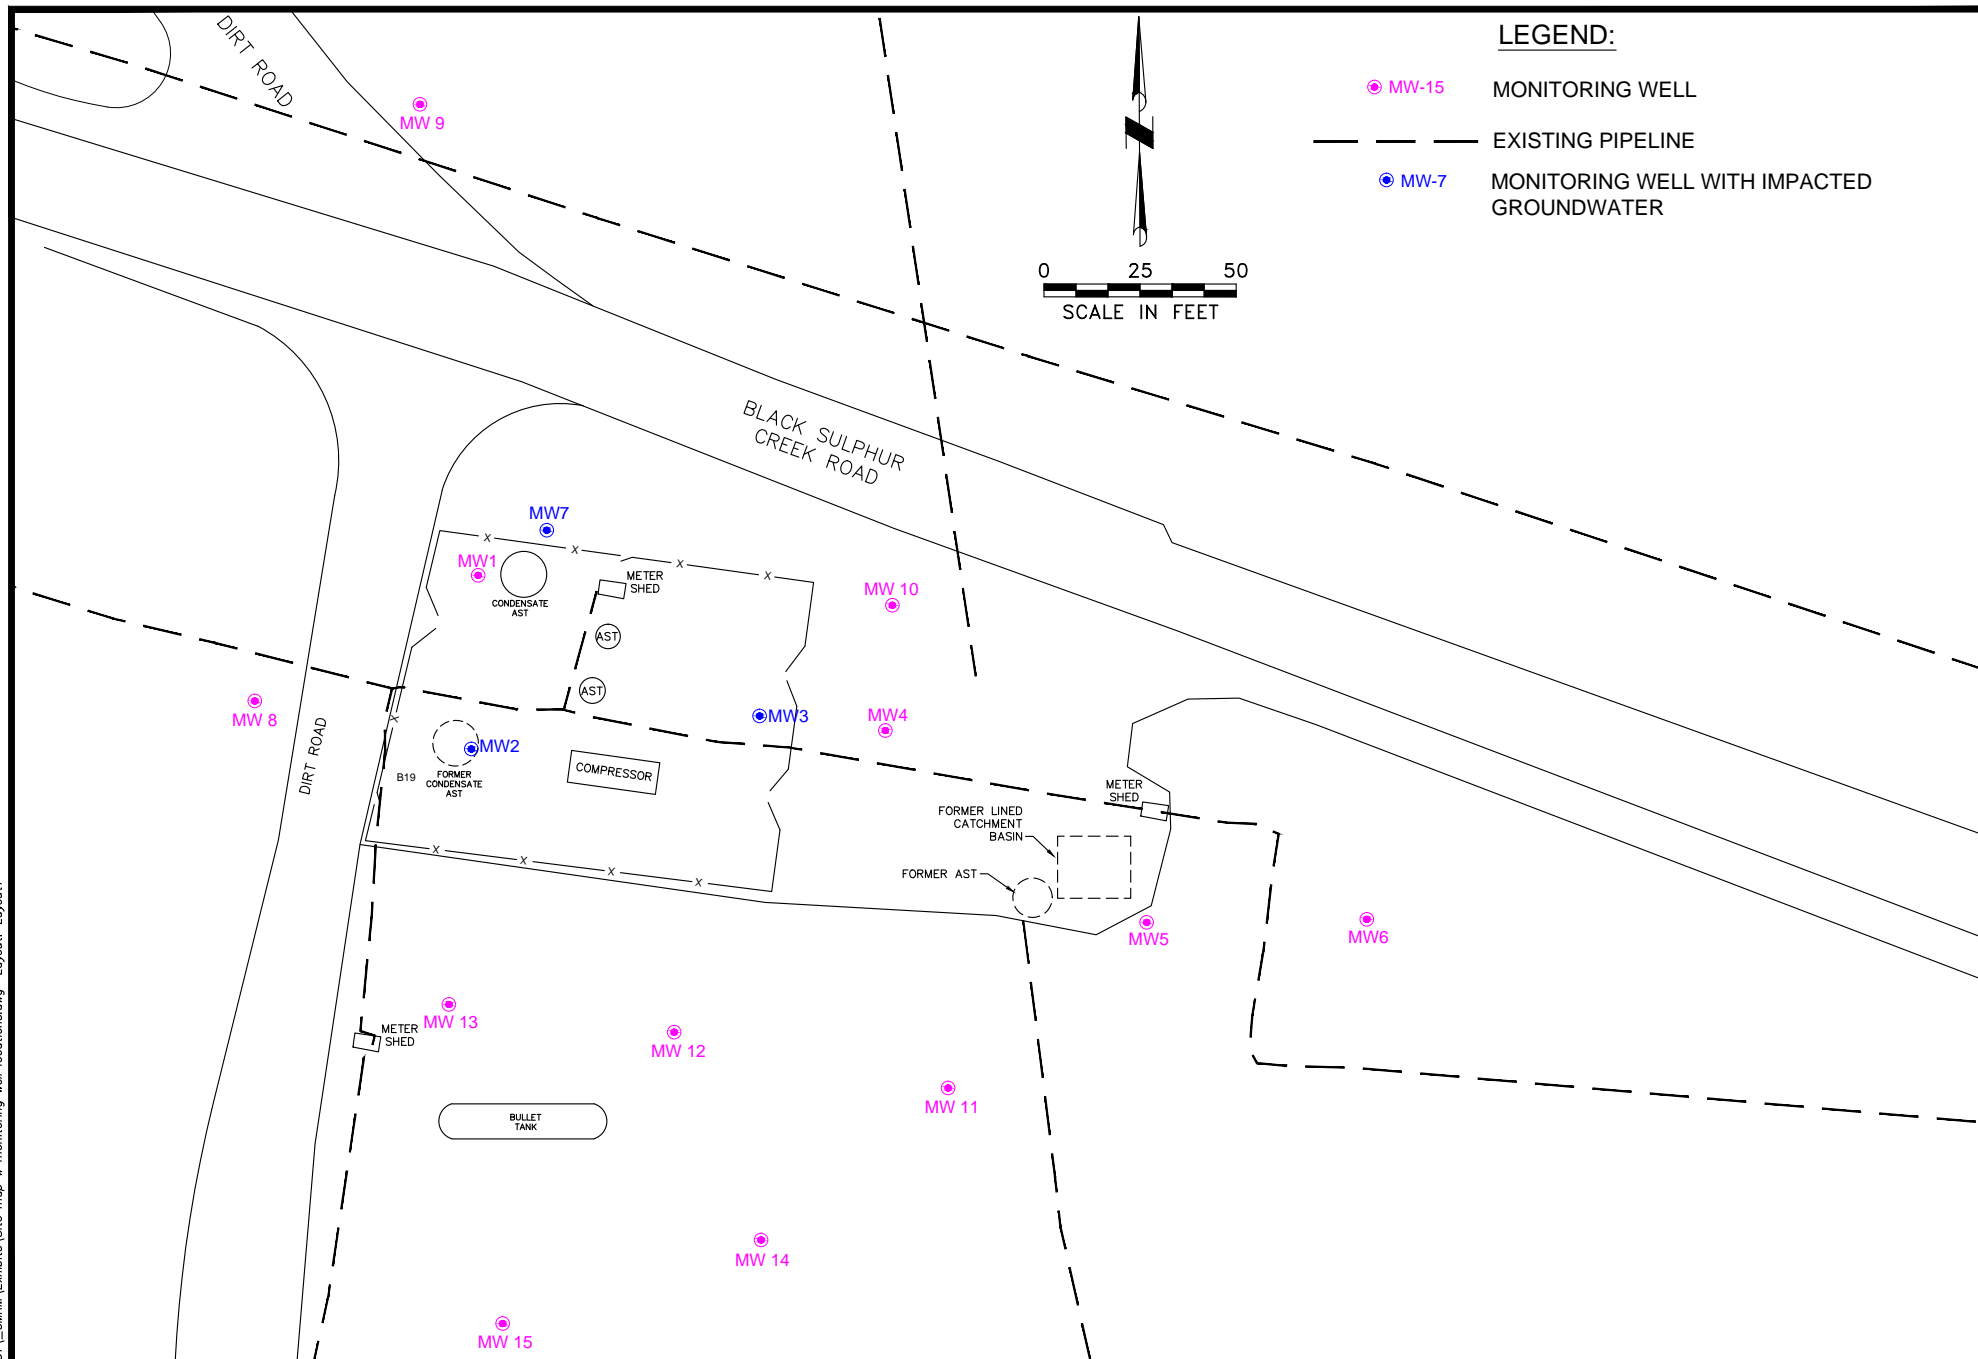 LEGEND:
MW-15 MONITORING WELL
EXISTING PIPELINE
MW-7 MONITORING WELL WITH IMPACTED
GROUNDWATER
0 25 50
SCALE IN FEET
DIRT ROAD
MW 9
BLACK SULPHUR
CREEK ROAD
MW7
MW1
CONDENSATE
AST
METER
SHED
AST
AST
MW 10
MW 8
DIRT ROAD
MW3
MW4
MW2
B19
FORMER
CONDENSATE
AST
COMPRESSOR
METER
SHED
FORMER LINED
CATCHMENT
BASIN
FORMER AST
MW5
MW6
MW 13
METER
SHED
MW 12
MW 11
BULLET
TANK
MW 14
MW 15